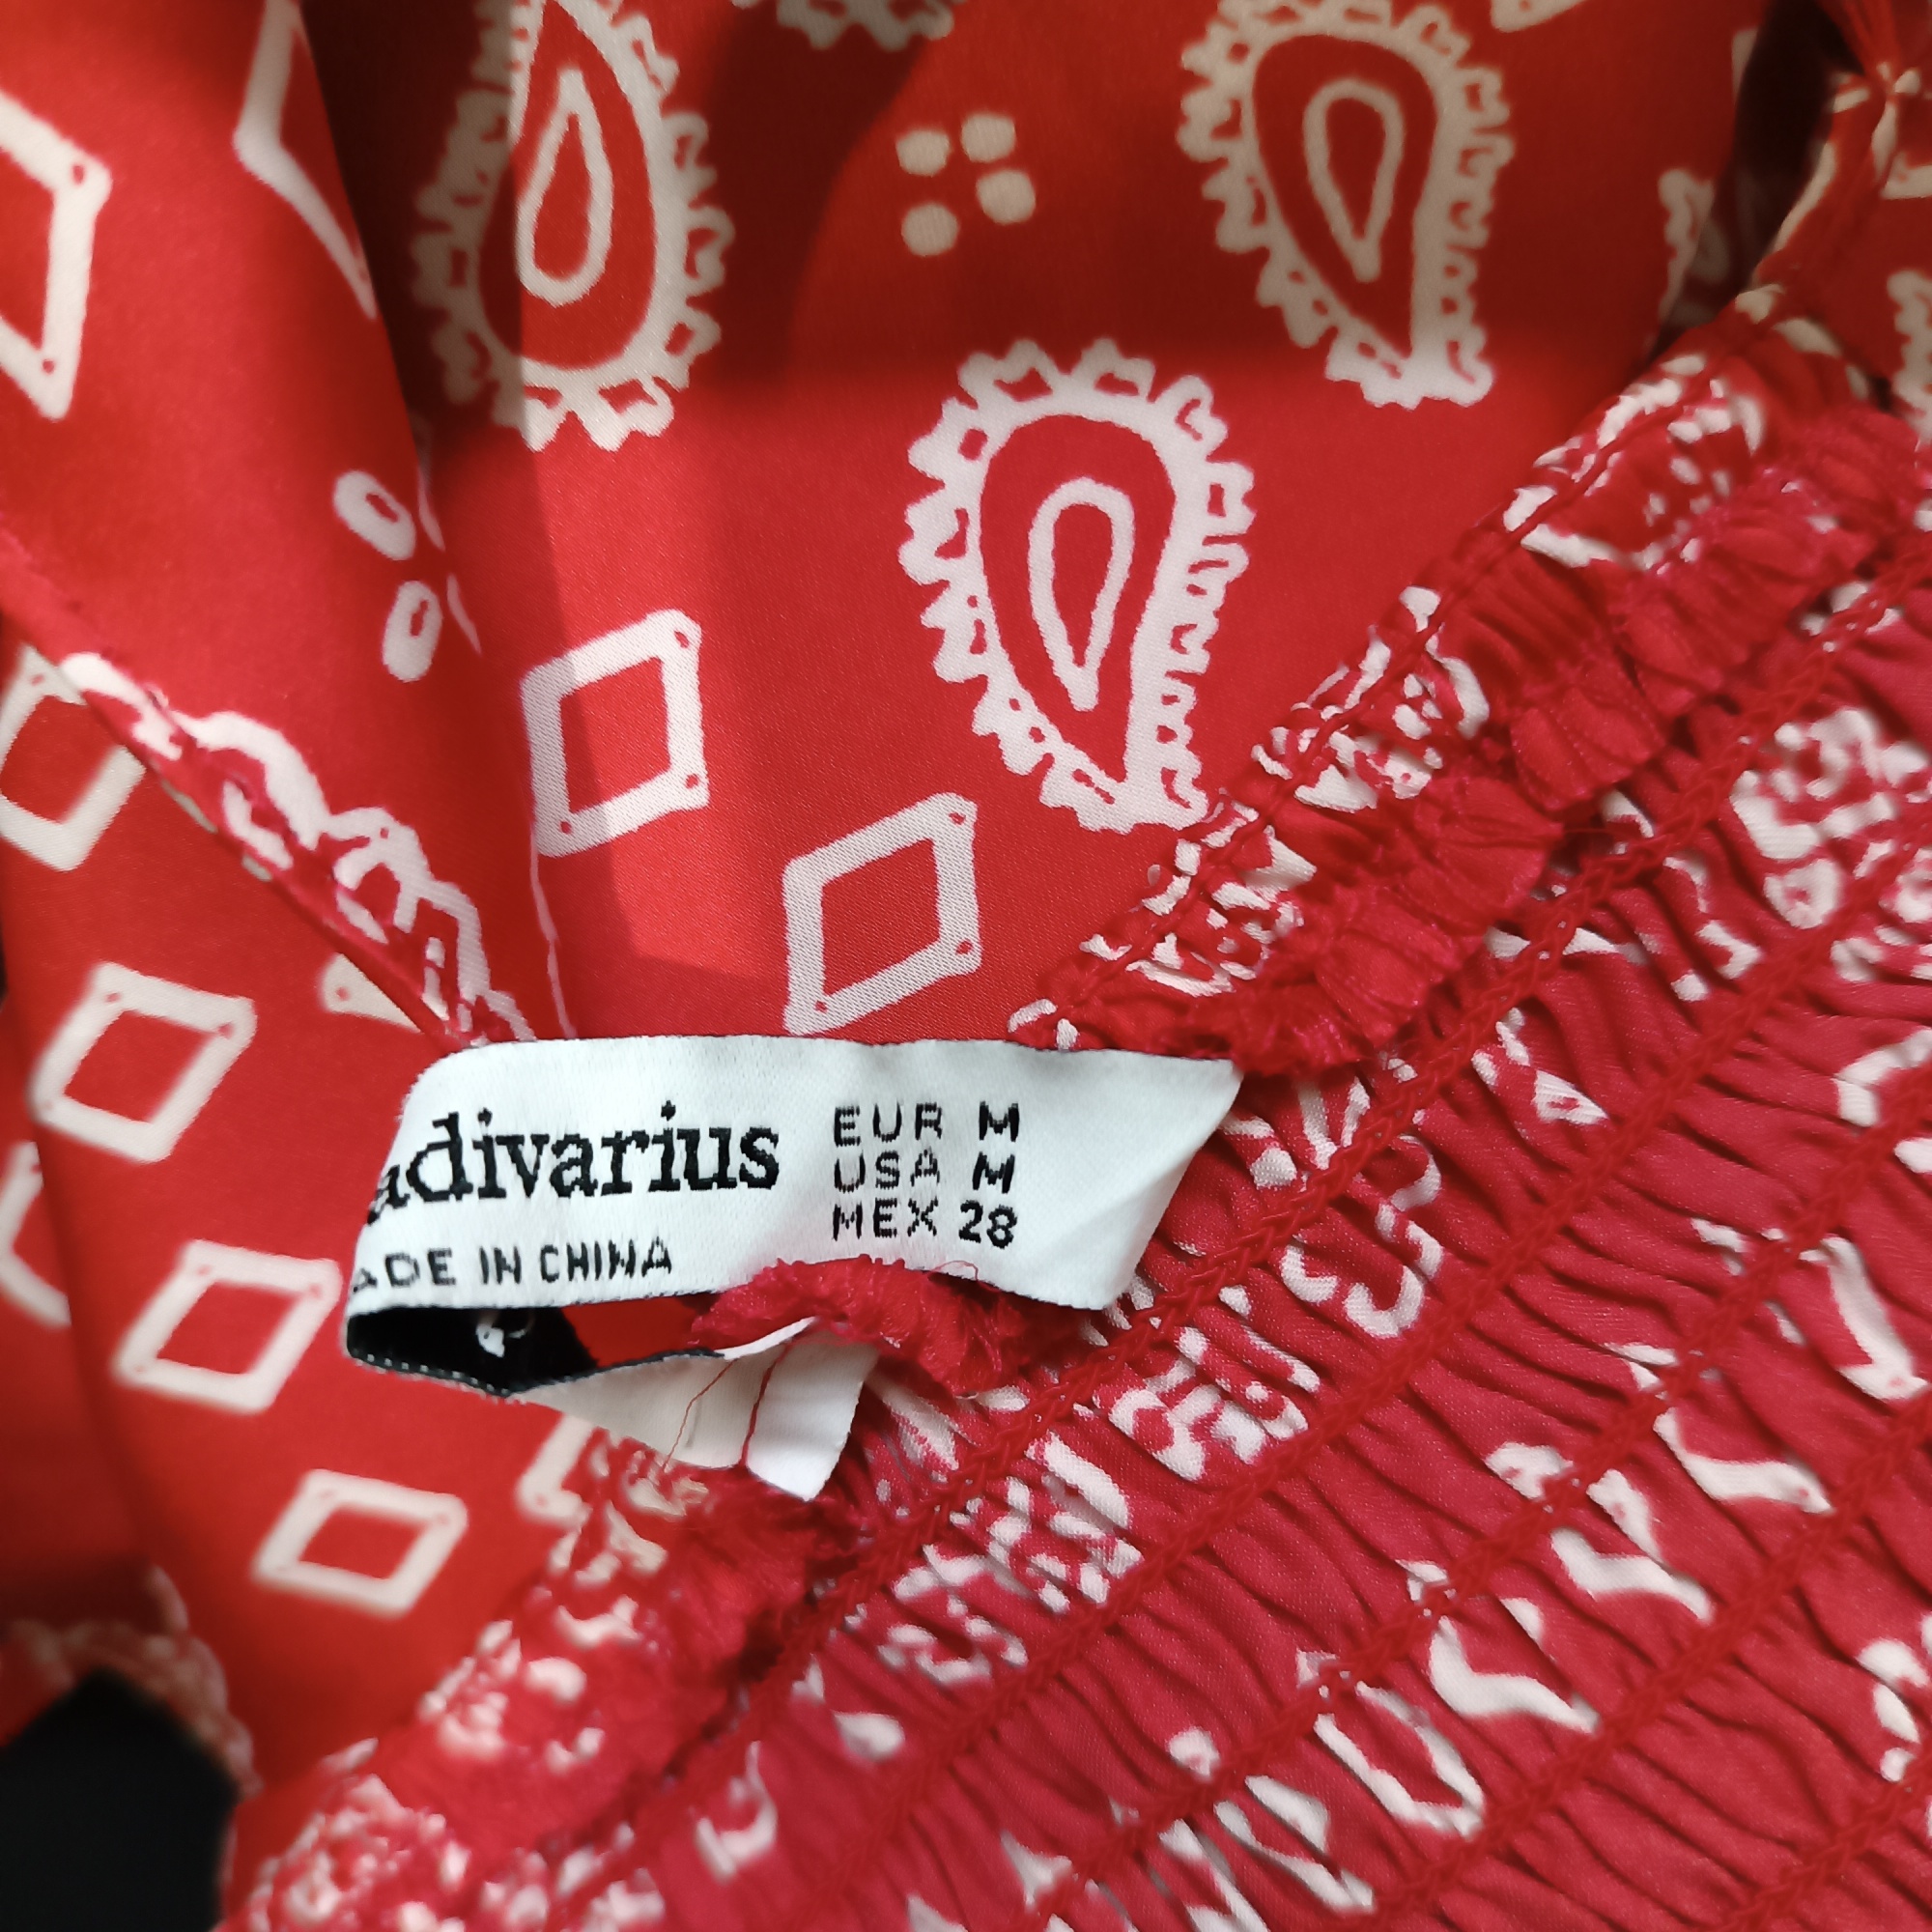 adivarius
EUR M
USA M
MEX 28
ADE IN CHINA